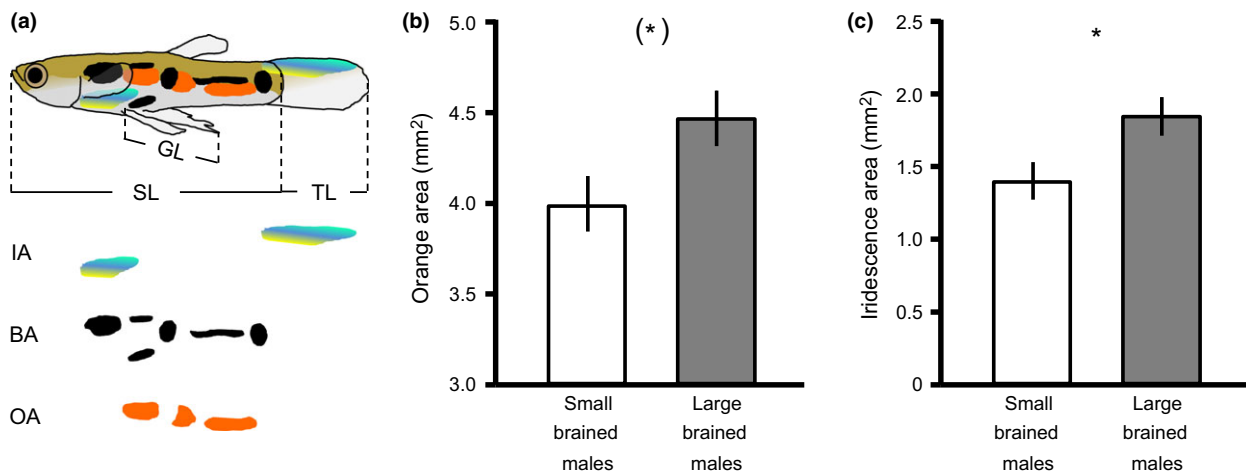 (a)
GL
SL
TL
IA
BA
OA
(b)
(*)
Orange area (mm²)
5.0
4.5
4.0
3.5
3.0
Small
brained
males
Large
brained
males
(c)
*
Iridescence area (mm²)
2.5
2.0
1.5
1.0
0.5
0
Small
brained
males
Large
brained
males